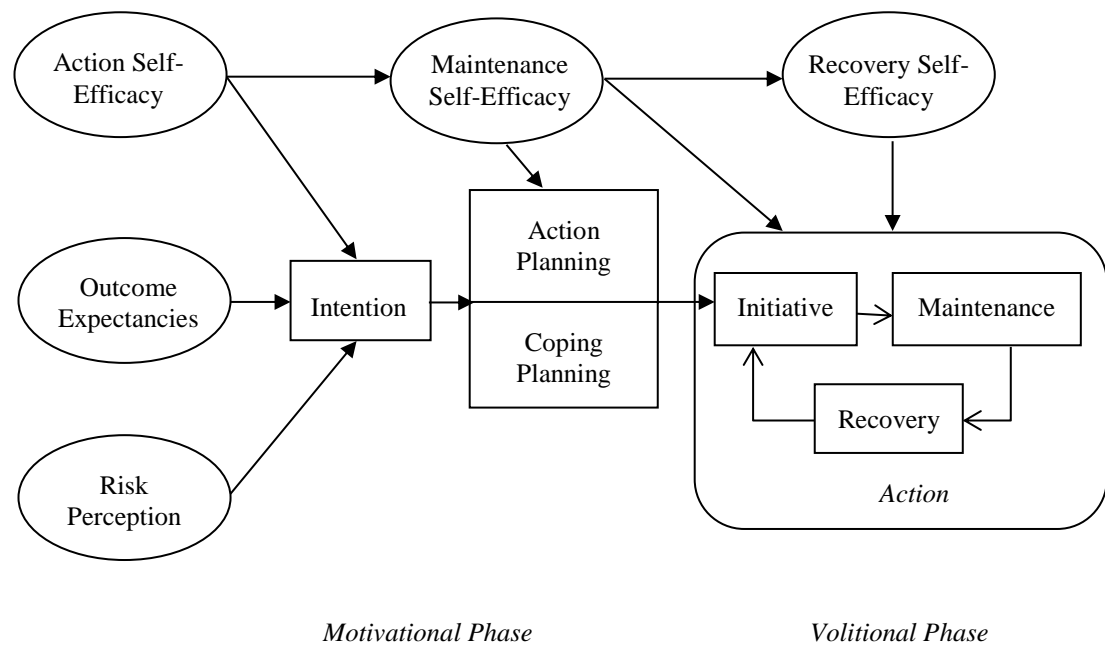 Action Self-
Efficacy
Maintenance
Self-Efficacy
Recovery Self-
Efficacy
Action
Planning
Outcome
Expectancies
Intention
Initiative
Maintenance
Coping
Planning
Recovery
Risk
Perception
Action
Motivational Phase
Volitional Phase